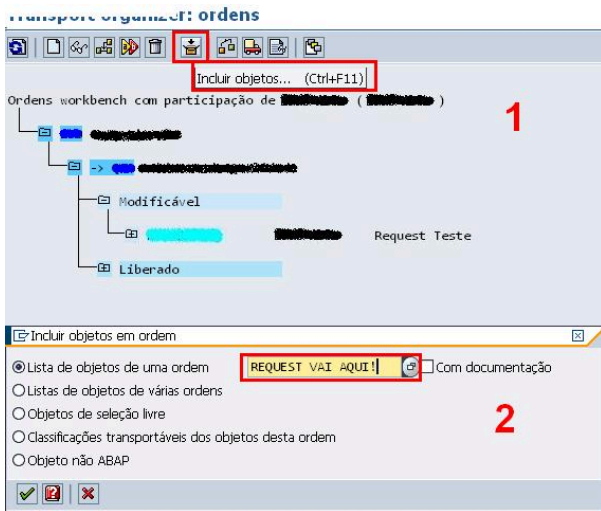 Transport organizer: ordens
Incluir objetos... (Ctrl+F11)
Ordens workbench com participação de ( )
1
->
Modificável
Request Teste
Liberado
Incluir objetos em ordem
Lista de objetos de uma ordem REQUEST VAI AQUI! Com documentação
Listas de objetos de várias ordens
Objetos de seleção livre
2
Classificações transportáveis dos objetos desta ordem
Objeto não ABAP